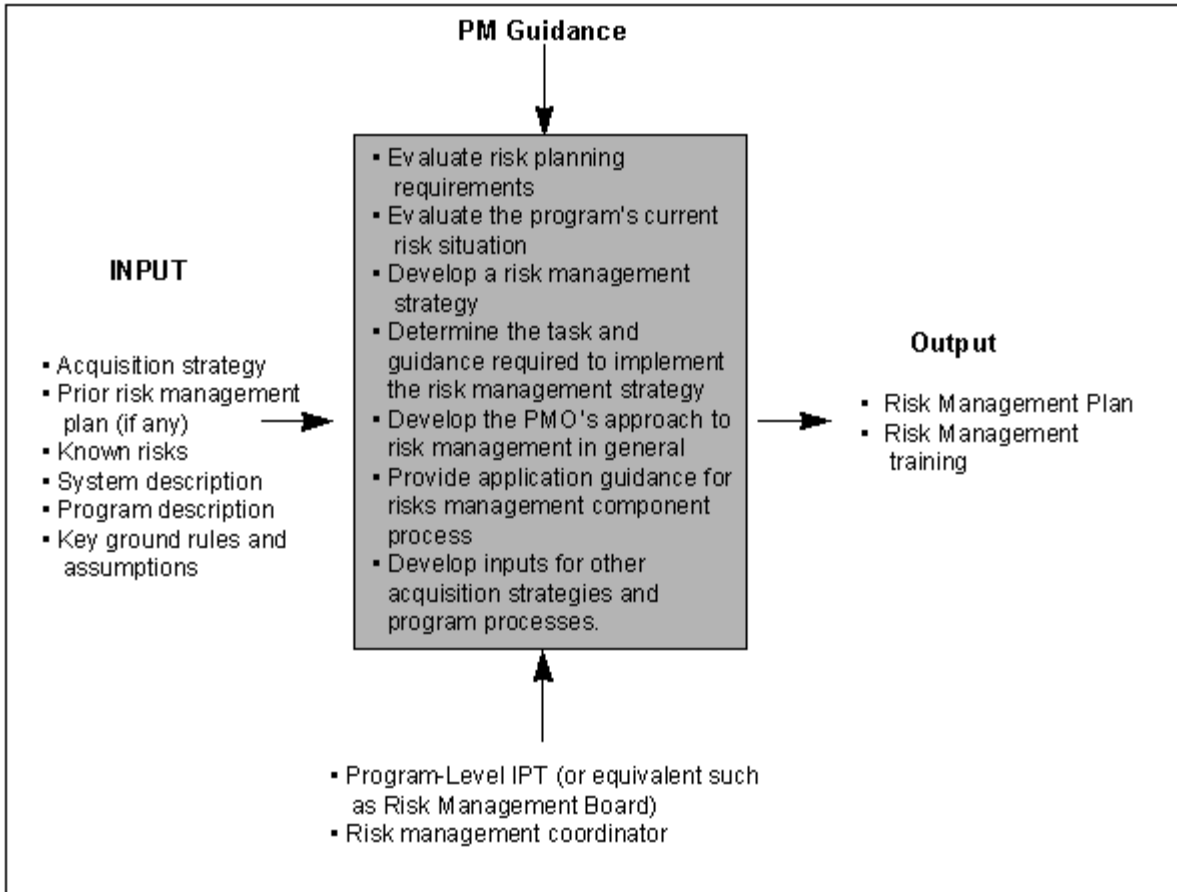 PM Guidance
▪ Evaluate risk planning
requirements
▪ Evaluate the program's current
risk situation
▪ Develop a risk management
strategy
▪ Determine the task and
guidance required to implement
the risk management strategy
▪ Develop the PMO's approach to
risk management in general
▪ Provide application guidance for
risks management component
process
▪ Develop inputs for other
acquisition strategies and
program processes.
INPUT
▪ Acquisition strategy
▪ Prior risk management
plan (if any)
▪ Known risks
▪ System description
▪ Program description
▪ Key ground rules and
assumptions
Output
▪ Risk Management Plan
▪ Risk Management
training
▪ Program-Level IPT (or equivalent such
as Risk Management Board)
▪ Risk management coordinator